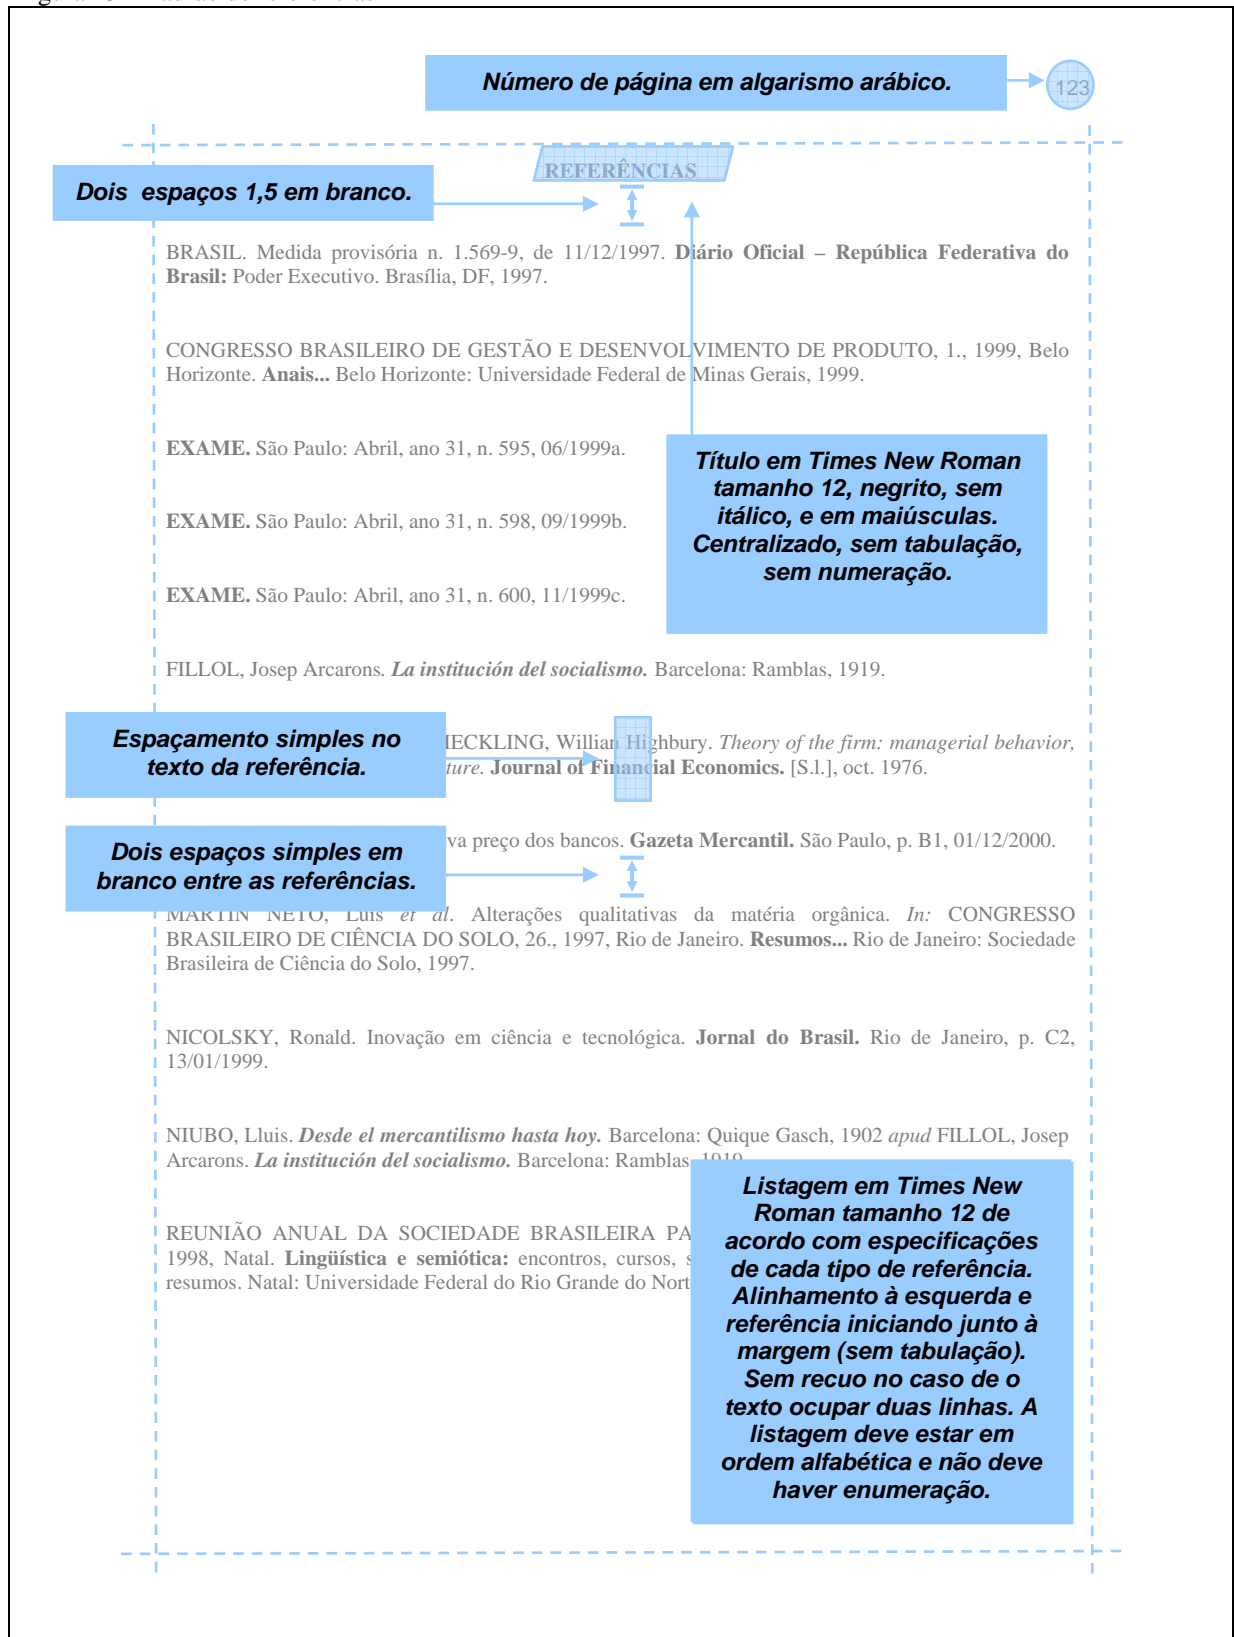 Número de página em algarismo arábico.
123
REFERÊNCIAS
Dois espaços 1,5 em branco.
BRASIL. Medida provisória n. 1.569-9, de 11/12/1997. Diário Oficial – República Federativa do
Brasil: Poder Executivo. Brasília, DF, 1997.
CONGRESSO BRASILEIRO DE GESTÃO E DESENVOLVIMENTO DE PRODUTO, 1., 1999, Belo
Horizonte. Anais... Belo Horizonte: Universidade Federal de Minas Gerais, 1999.
EXAME. São Paulo: Abril, ano 31, n. 595, 06/1999a.
EXAME. São Paulo: Abril, ano 31, n. 598, 09/1999b.
EXAME. São Paulo: Abril, ano 31, n. 600, 11/1999c.
Título em Times New Roman
tamanho 12, negrito, sem
itálico, e em maiúsculas.
Centralizado, sem tabulação,
sem numeração.
FILLOL, Josep Arcarons. La institución del socialismo. Barcelona: Ramblas, 1919.
Espaçamento simples no
texto da referência.
IECKLING, Willian Highbury. Theory of the firm: managerial behavior,
ture. Journal of Financial Economics. [S.l.], oct. 1976.
Dois espaços simples em
branco entre as referências.
va preço dos bancos. Gazeta Mercantil. São Paulo, p. B1, 01/12/2000.
MARTIN NETO, Luis et al. Alterações qualitativas da matéria orgânica. In: CONGRESSO
BRASILEIRO DE CIÊNCIA DO SOLO, 26., 1997, Rio de Janeiro. Resumos... Rio de Janeiro: Sociedade
Brasileira de Ciência do Solo, 1997.
NICOLSKY, Ronald. Inovação em ciência e tecnológica. Jornal do Brasil. Rio de Janeiro, p. C2,
13/01/1999.
NIUBO, Lluis. Desde el mercantilismo hasta hoy. Barcelona: Quique Gasch, 1902 apud FILLOL, Josep
Arcarons. La institución del socialismo. Barcelona: Ramblas, 1919.
REUNIÃO ANUAL DA SOCIEDADE BRASILEIRA PA
1998, Natal. Lingüística e semiótica: encontros, cursos, s
resumos. Natal: Universidade Federal do Rio Grande do Nort
Listagem em Times New
Roman tamanho 12 de
acordo com especificações
de cada tipo de referência.
Alinhamento à esquerda e
referência iniciando junto à
margem (sem tabulação).
Sem recuo no caso de o
texto ocupar duas linhas. A
listagem deve estar em
ordem alfabética e não deve
haver enumeração.